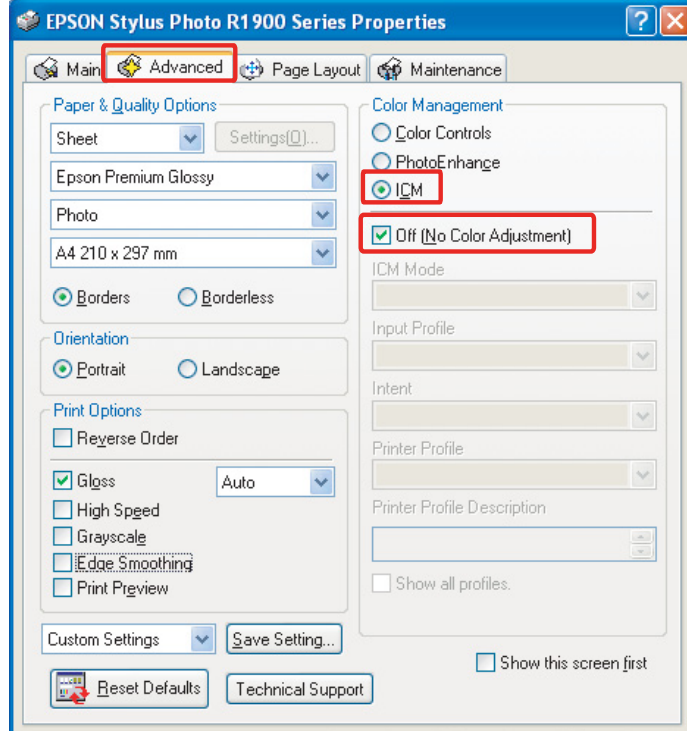 EPSON Stylus Photo R1900 Series Properties
Main Advanced Page Layout Maintenance
Paper & Quality Options
Sheet Settings(O)...
Epson Premium Glossy
Photo
A4 210 x 297 mm
Borders Borderless
Orientation
Portrait Landscape
Print Options
Reverse Order
Gloss Auto
High Speed
Grayscale
Edge Smoothing
Print Preview
Custom Settings Save Setting...
Reset Defaults Technical Support
Color Management
Color Controls
PhotoEnhance
ICM
Off (No Color Adjustment)
ICM Mode
Input Profile
Intent
Printer Profile
Printer Profile Description
Show all profiles.
Show this screen first